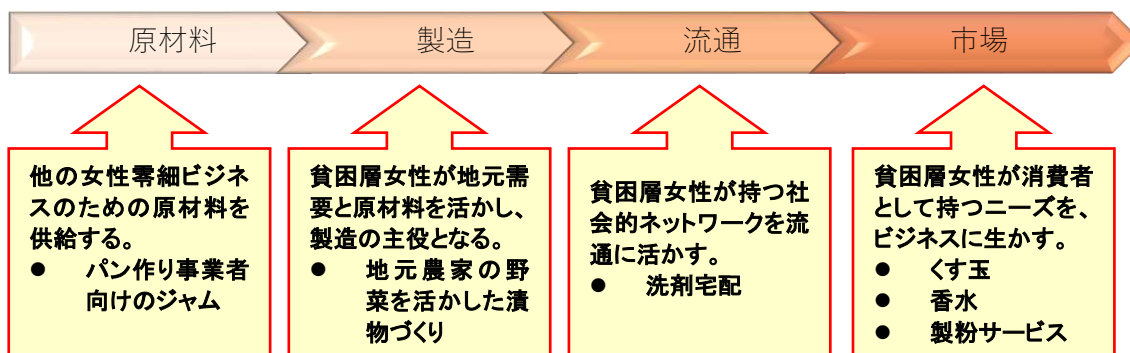 原材料
製造
流通
市場
他の女性零細ビジネ
スのための原材料を
供給する。
● パン作り事業者
向けのジャム
貧困層女性が地元需
要と原材料を活かし、
製造の主役となる。
● 地元農家の野
菜を活かした漬
物づくり
貧困層女性が持つ社
会的ネットワークを流
通に活かす。
● 洗剤宅配
貧困層女性が消費者
として持つニーズを、
ビジネスに生かす。
● くす玉
● 香水
● 製粉サービス